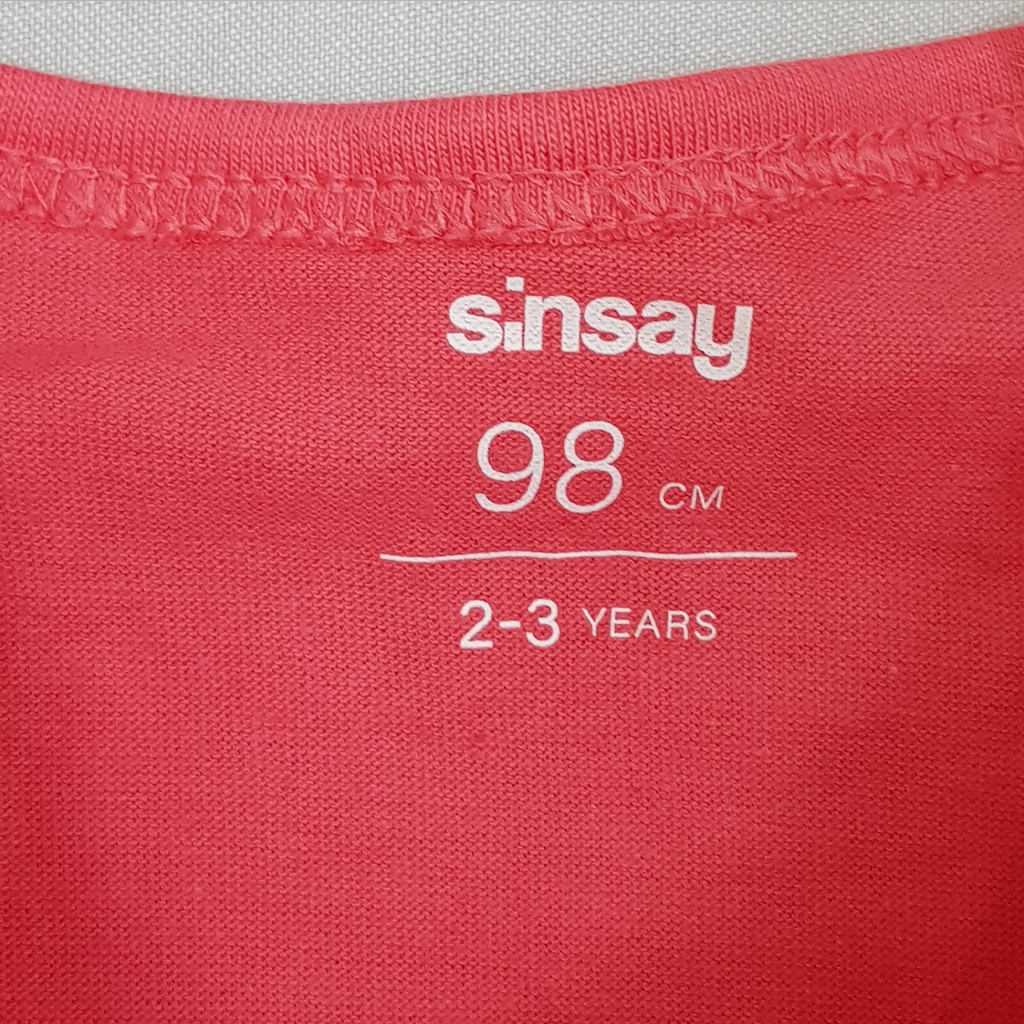 sinsay
98 CM
2-3 YEARS